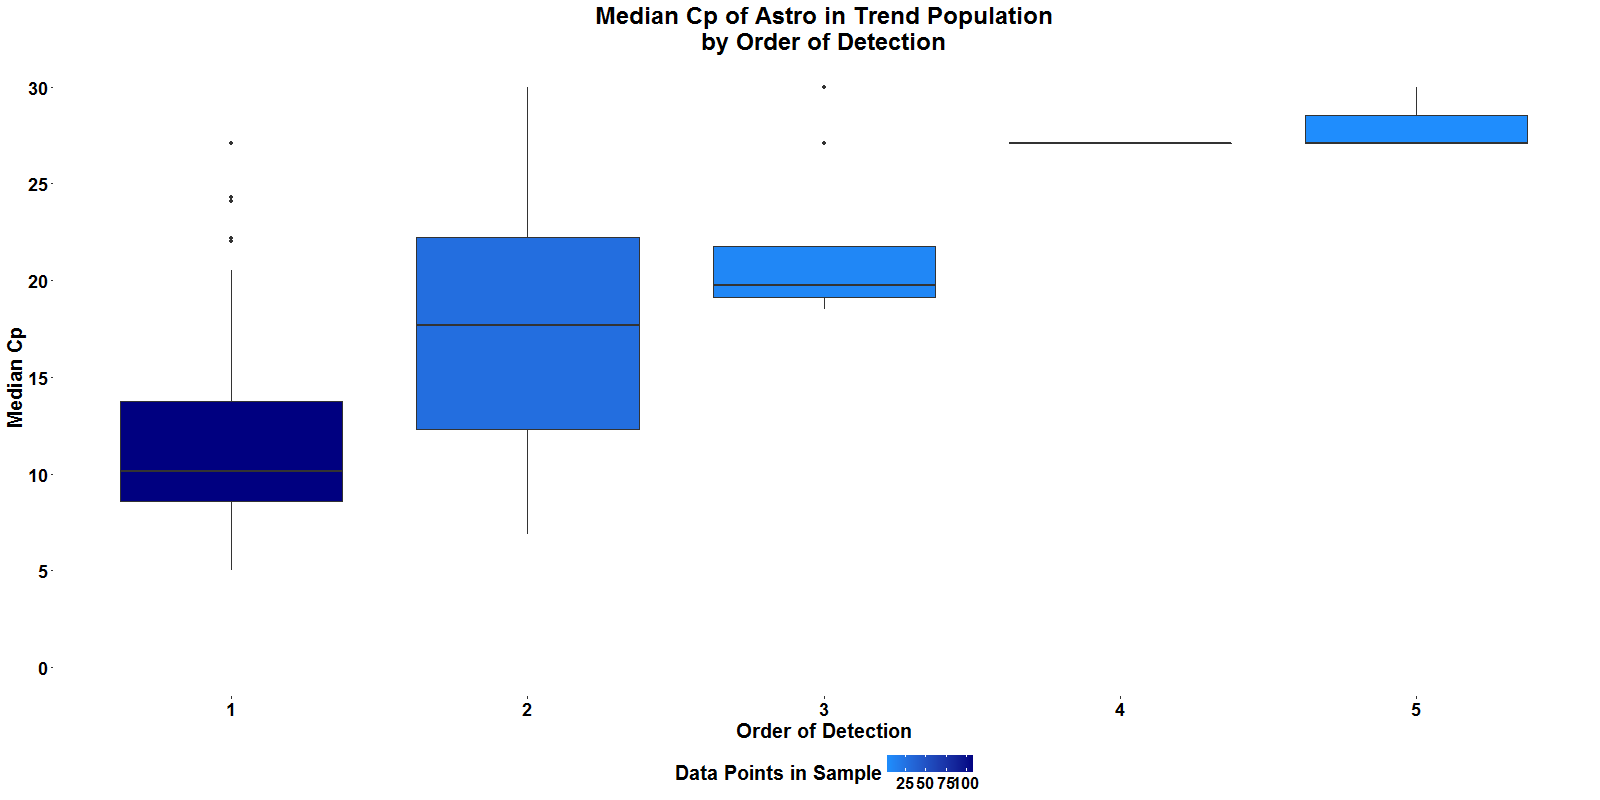 Median Cp of Astro in Trend Population
by Order of Detection
30
25
20
15
10
5
0
Median Cp
1 2 3 4 5
Order of Detection
Data Points in Sample
25 50 75 100